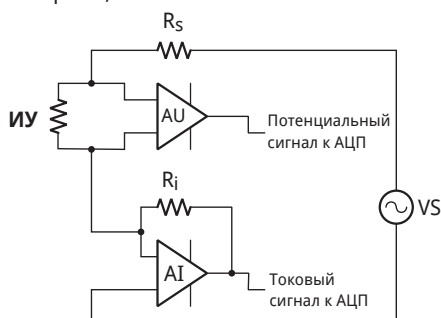 Rs
ИУ
AU
Потенциальный
сигнал к АЦП
Ri
VS
AI
Токовый
сигнал к АЦП